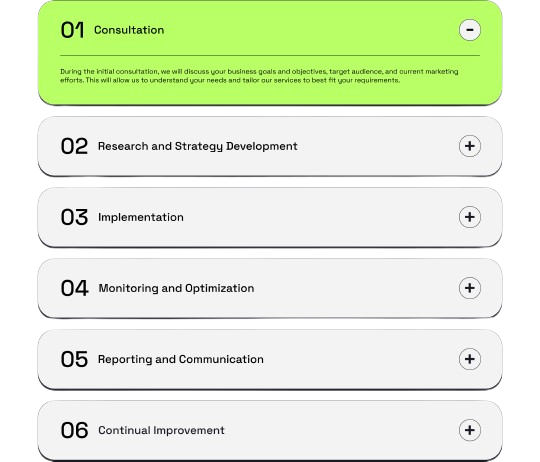 01 Consultation
During the initial consultation, we will discuss your business goals and objectives, target audience, and current marketing
efforts. This will allow us to understand your needs and tailor our services to best fit your requirements.
02 Research and Strategy Development
03 Implementation
04 Monitoring and Optimization
05 Reporting and Communication
06 Continual Improvement